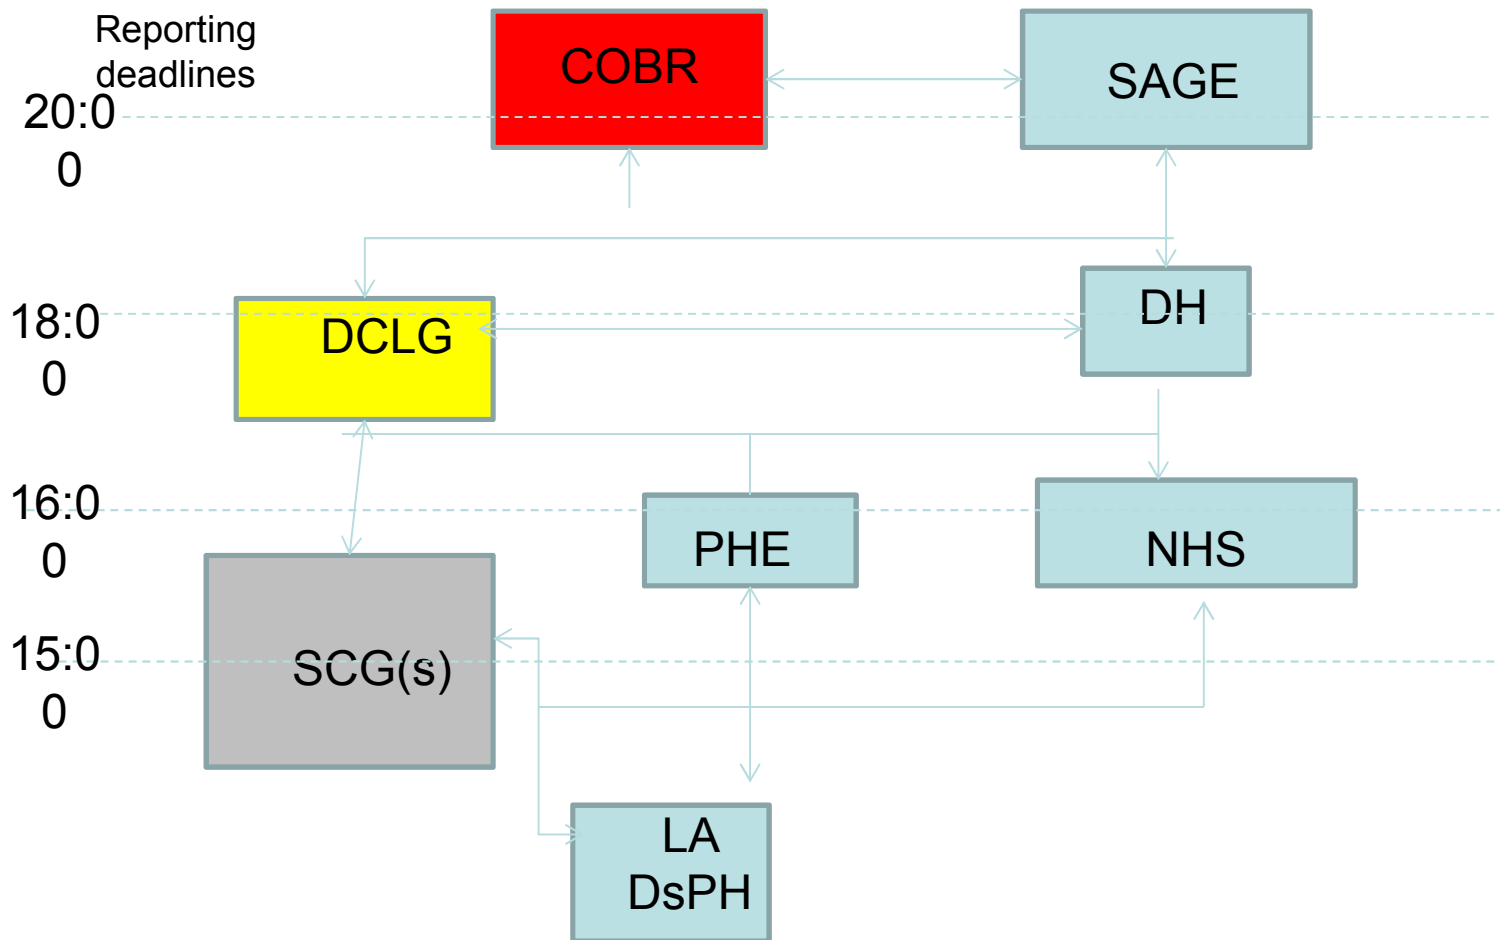 Reporting
deadlines
COBR
SAGE
20:0
0
DH
18:0
0
DCLG
16:0
0
PHE
NHS
15:0
0
SCG(s)
LA
DsPH